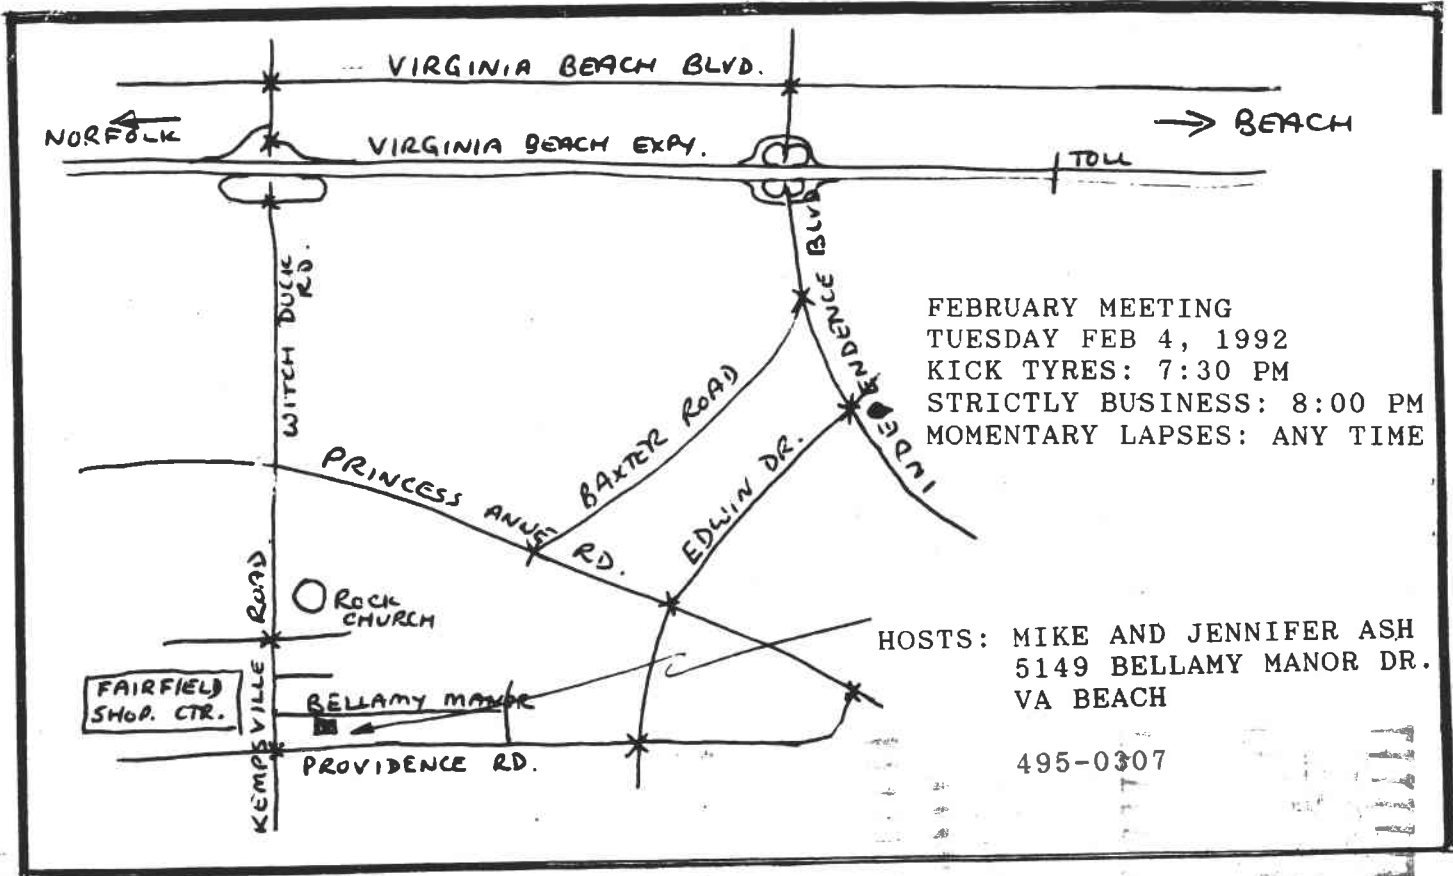 VIRGINIA BEACH BLVD.
NORFOLK
VIRGINIA BEACH EXPY.
BEACH
TOLL
WITCH DUCK
RD.
INDEPENDENCE BLVD
FEBRUARY MEETING
TUESDAY FEB 4, 1992
KICK TYRES: 7:30 PM
STRICTLY BUSINESS: 8:00 PM
MOMENTARY LAPSES: ANY TIME
PRINCESS ANNE RD.
BAXTER ROAD
EDWIN DR.
KEMPSVILLE ROAD
ROCK
CHURCH
FAIRFIELD
SHOP. CTR.
BELLAMY MANOR
PROVIDENCE RD.
HOSTS: MIKE AND JENNIFER ASH
5149 BELLAMY MANOR DR.
VA BEACH
495-0307